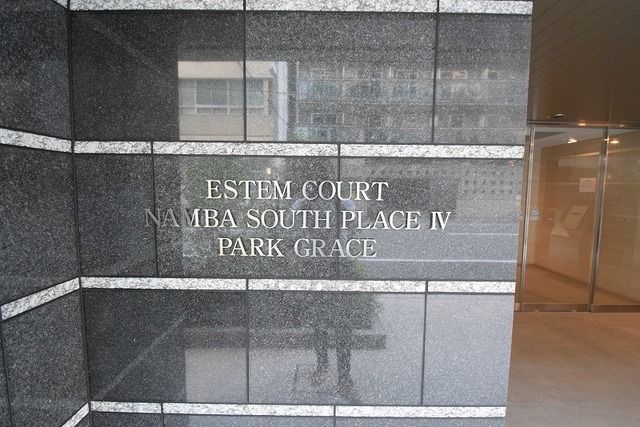 ESTEM COURT
NAMBA SOUTH PLACE IV
PARK GRACE